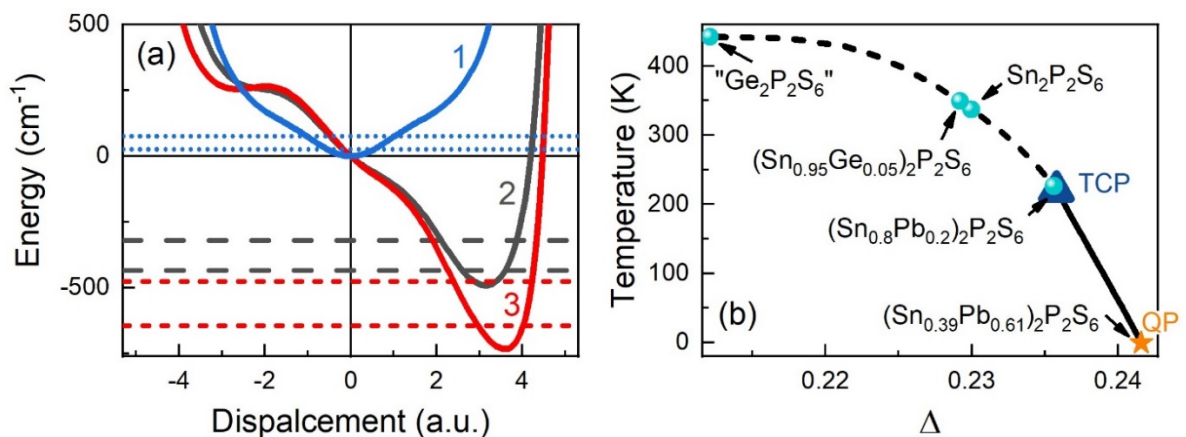 500
0
-500
Energy (cm⁻¹)
(a)
1
2
3
-4
-2
0
2
4
Dispalcement (a.u.)
400
300
200
100
0
Temperature (K)
"Ge₂P₂S₆"
Sn₂P₂S₆
(Sn₀.₉₅Ge₀.₀₅)₂P₂S₆
TCP
(Sn₀.₈Pb₀.₂)₂P₂S₆
(Sn₀.₃₉Pb₀.₆₁)₂P₂S₆
QP
(b)
0.22
0.23
0.24
Δ